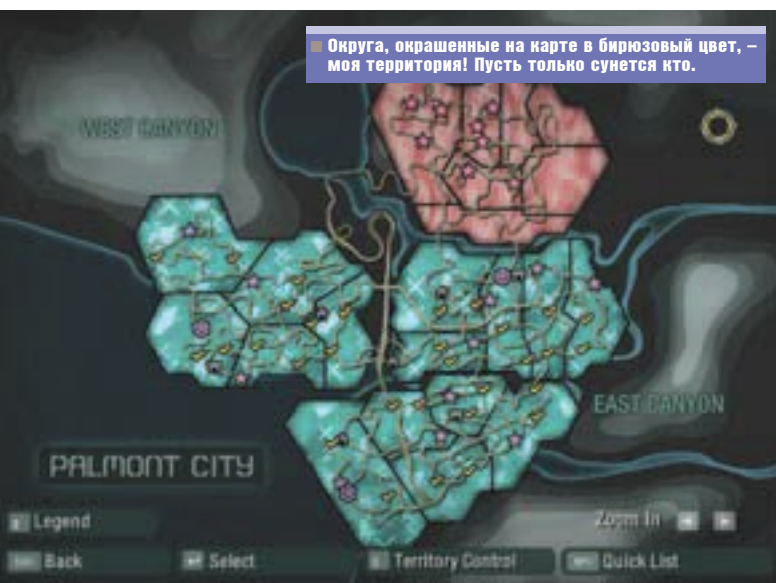 Округа, окрашенные на карте в бирюзовый цвет, –
моя территория! Пусть только сунется кто.
WEST CANYON
EAST CANYON
PALMONT CITY
Legend
Zoom In
Back
Select
Territory Control
Quick List